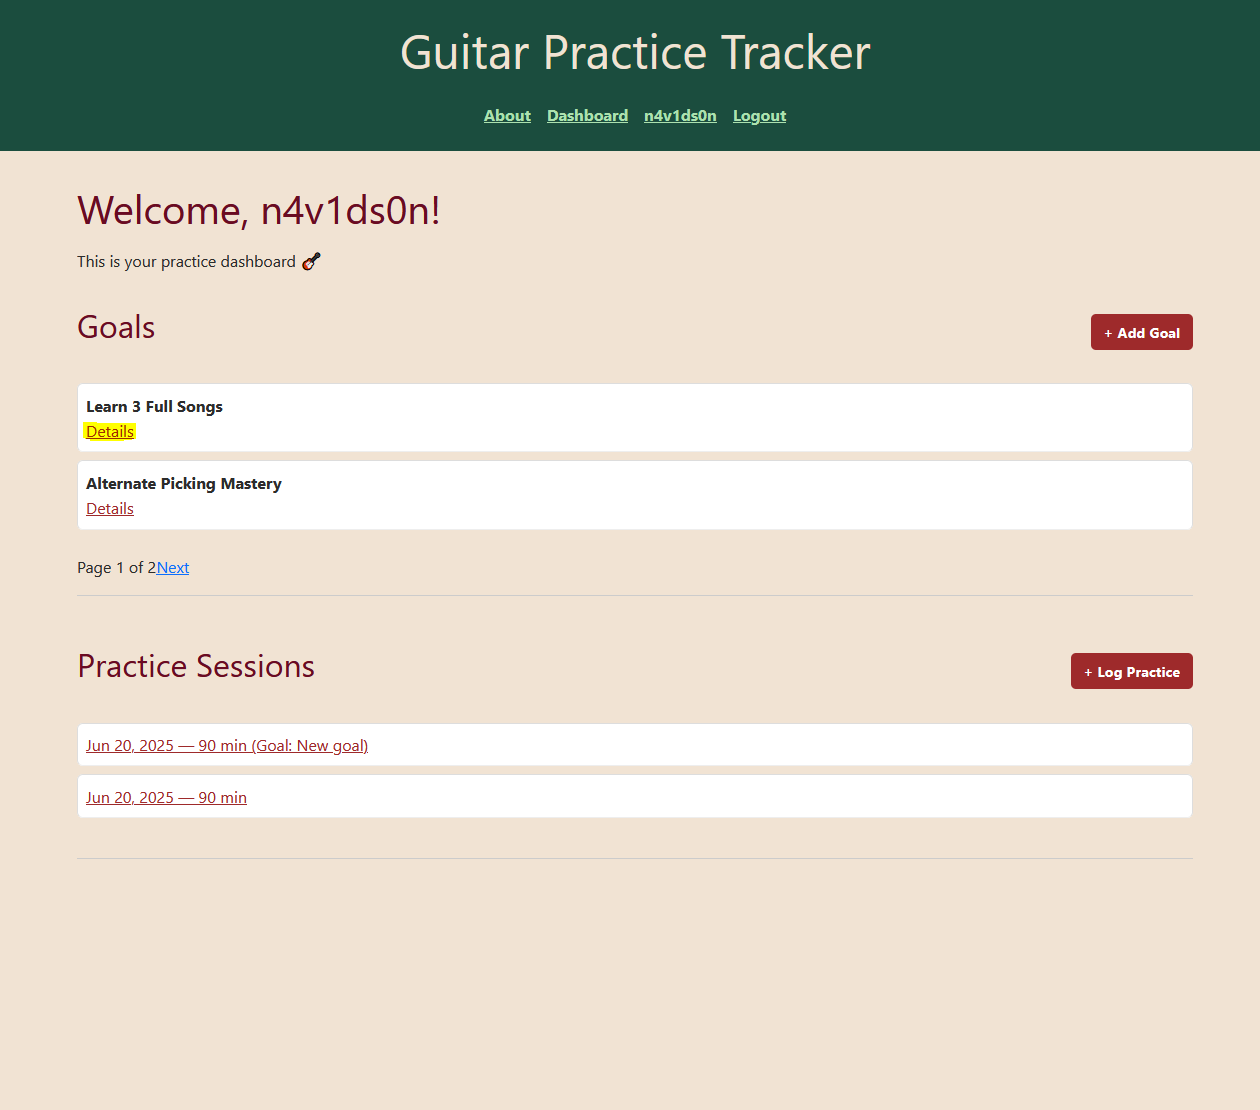 Guitar Practice Tracker
About Dashboard n4v1ds0n Logout
Welcome, n4v1ds0n!
This is your practice dashboard 🎸
Goals
+ Add Goal
Learn 3 Full Songs
Details
Alternate Picking Mastery
Details
Page 1 of 2Next
Practice Sessions
+ Log Practice
Jun 20, 2025 — 90 min (Goal: New goal)
Jun 20, 2025 — 90 min